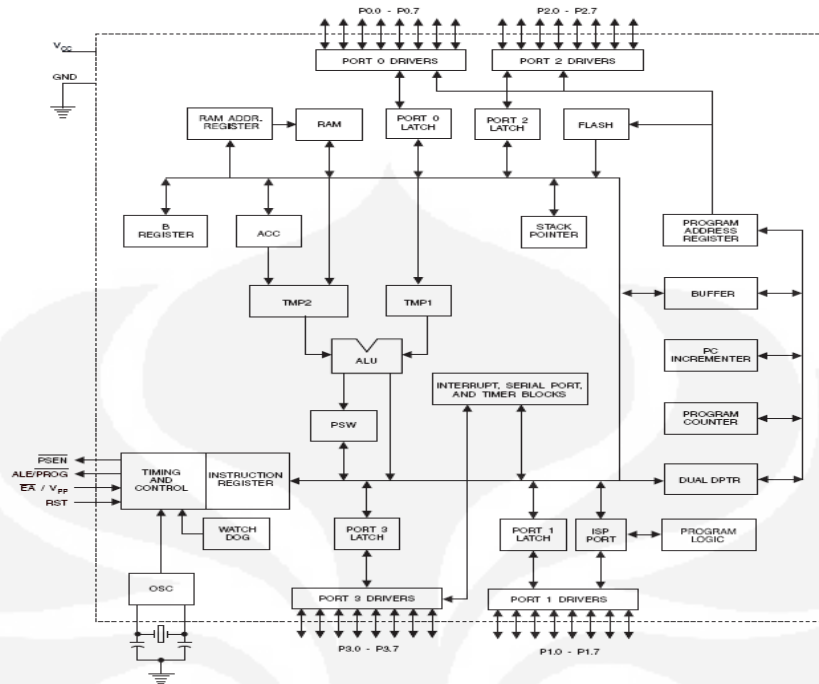 P0.0 - P0.7
P2.0 - P2.7
VCC
GND
PORT 0 DRIVERS
PORT 2 DRIVERS
RAM ADDR.
REGISTER
RAM
PORT 0
LATCH
PORT 2
LATCH
FLASH
B
REGISTER
ACC
STACK
POINTER
PROGRAM
ADDRESS
REGISTER
TMP2
TMP1
BUFFER
ALU
PC
INCREMENTER
INTERRUPT, SERIAL PORT,
AND TIMER BLOCKS
PSW
PROGRAM
COUNTER
PSEN
ALE/PROG
EA / VPP
RST
TIMING
AND
CONTROL
INSTRUCTION
REGISTER
DUAL DPTR
WATCH
DOG
PORT 3
LATCH
PORT 1
LATCH
ISP
PORT
PROGRAM
LOGIC
OSC
PORT 3 DRIVERS
PORT 1 DRIVERS
P3.0 - P3.7
P1.0 - P1.7